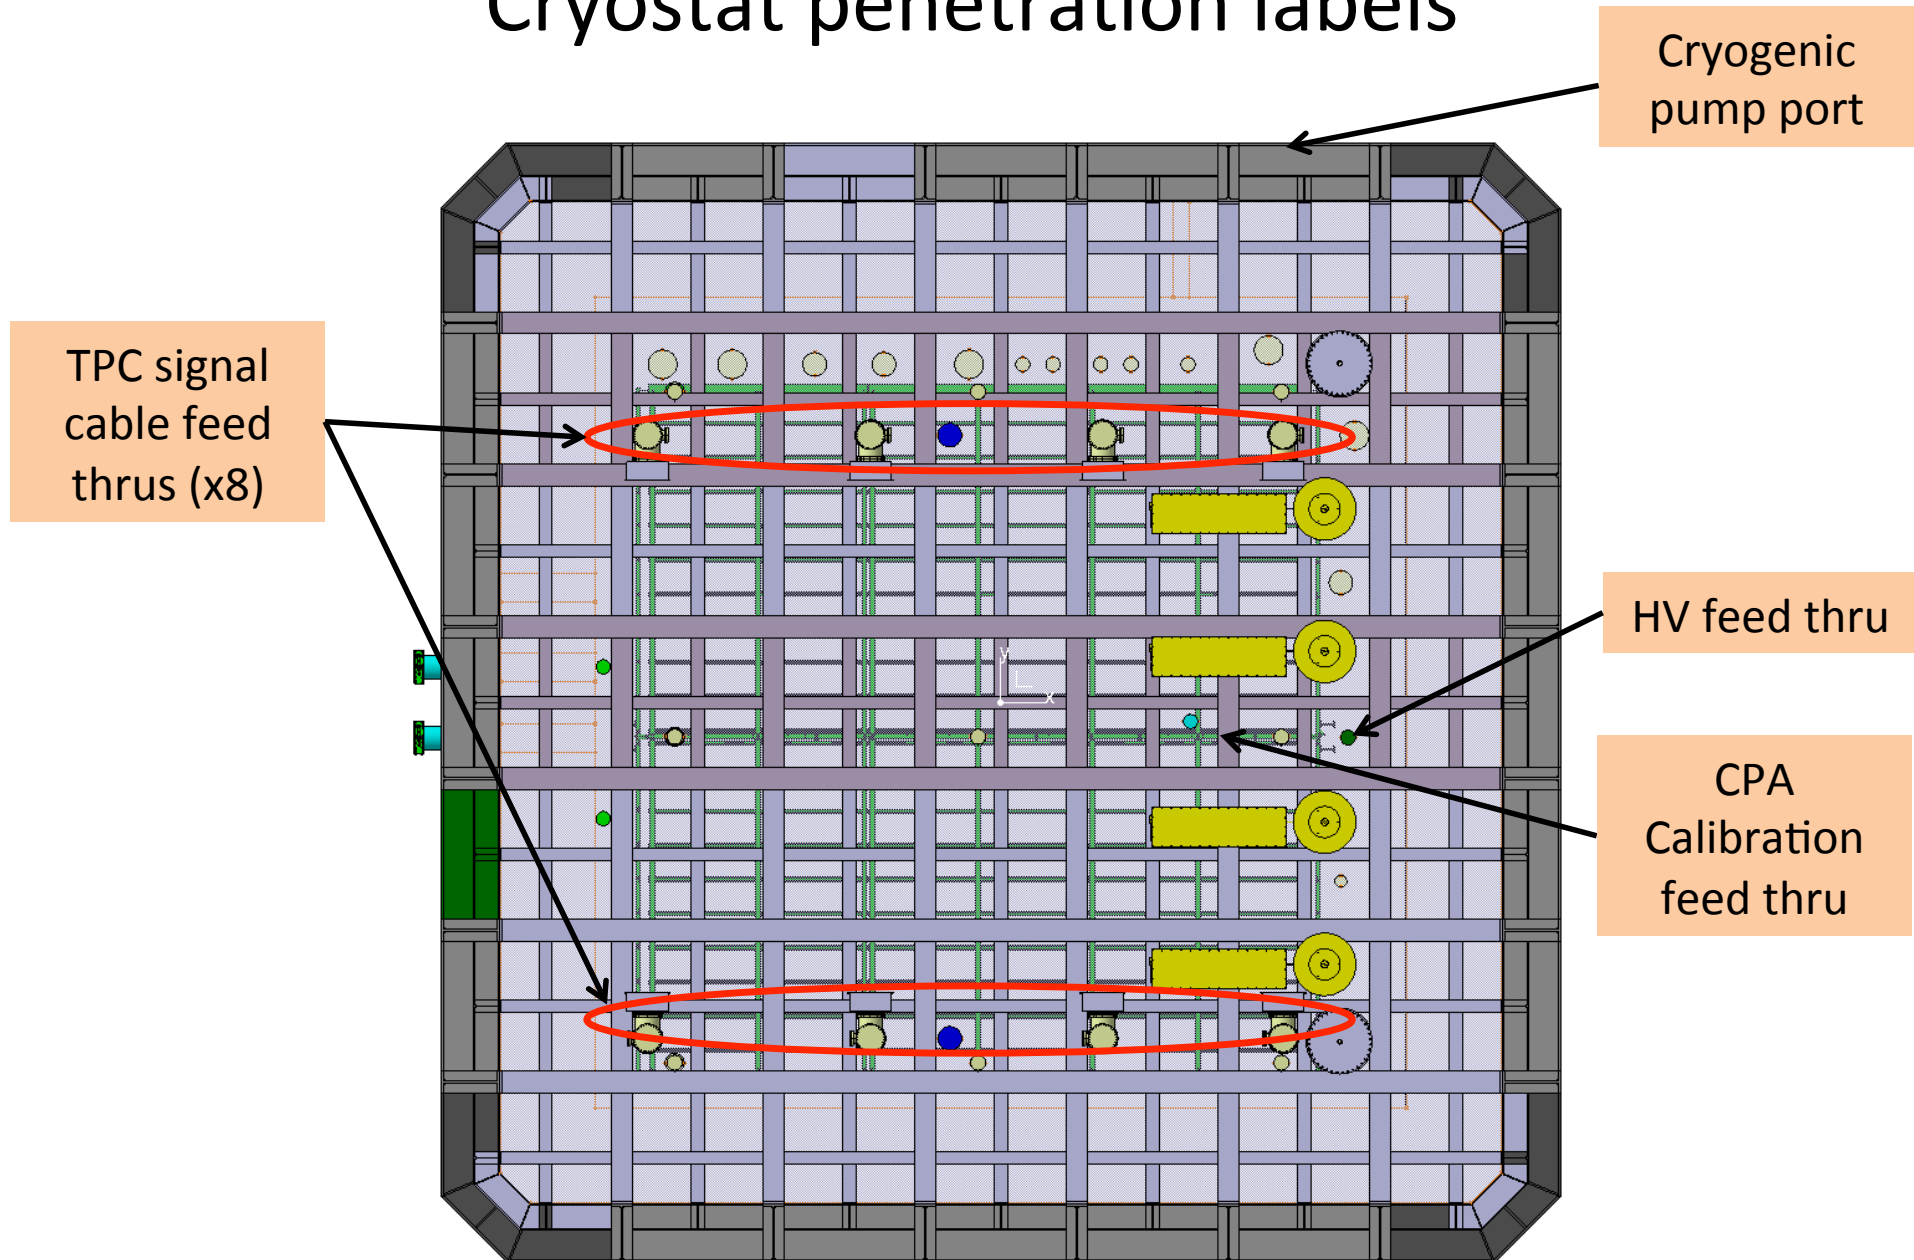 Cryostat penetration labels
Cryogenic
pump port
TPC signal
cable feed
thrus (x8)
HV feed thru
y
x
CPA
Calibration
feed thru